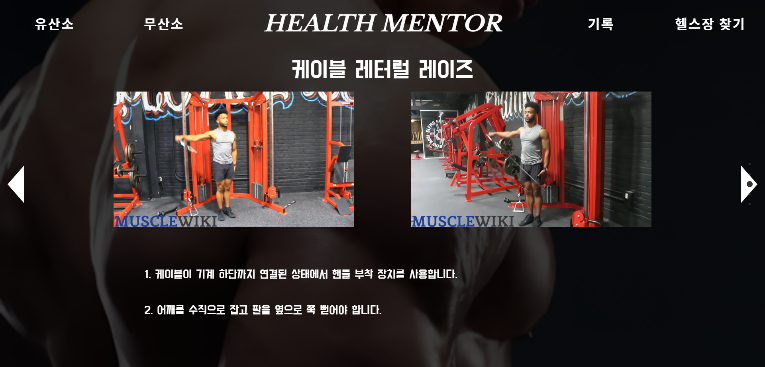 유산소 무산소 HEALTH MENTOR 기록 헬스장 찾기
케이블 레터럴 레이즈
MUSCLEWIKI MUSCLEWIKI
1. 케이블이 기계 하단까지 연결된 상태에서 핸들 부착 장치를 사용합니다.
2. 어깨를 수직으로 잡고 팔을 옆으로 쭉 뻗어야 합니다.